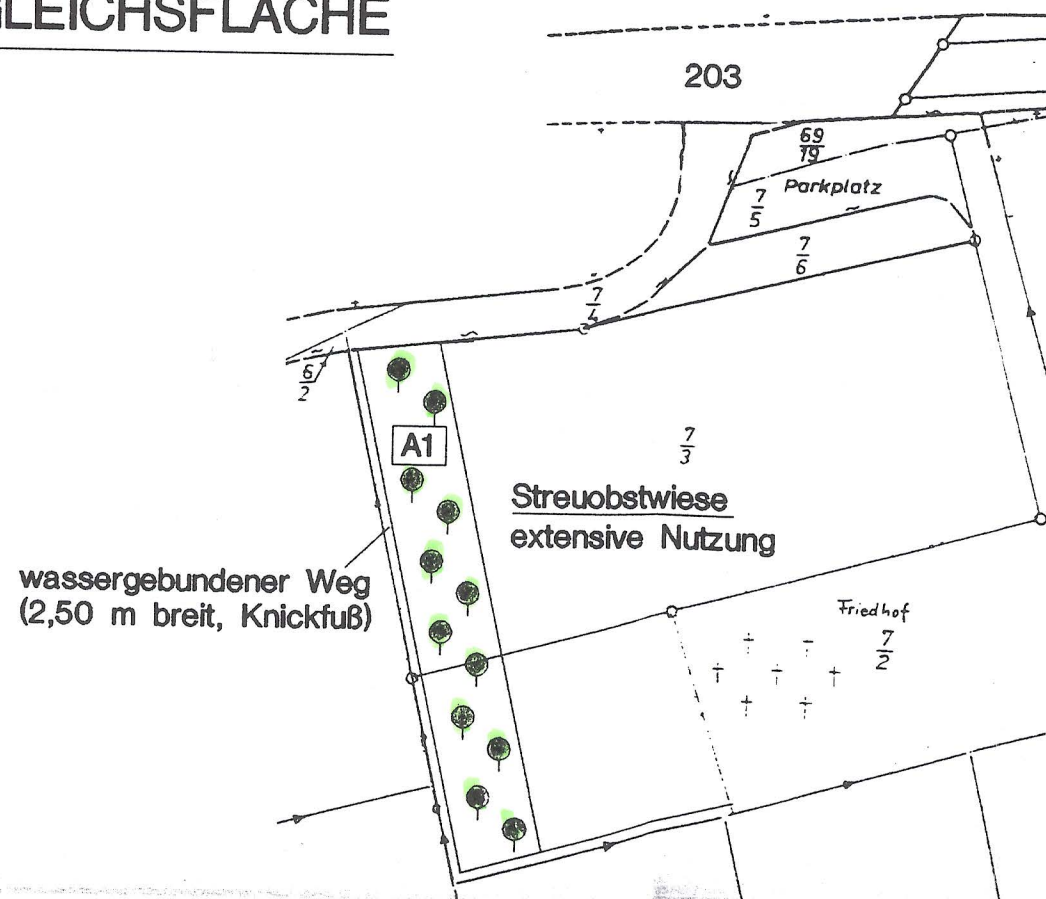 GLEICHSFLÄCHE
203
69
19
Parkplatz
7
5
7
6
7
4
6
2
A1
7
3
Streuobstwiese
extensive Nutzung
wassergebundener Weg
(2,50 m breit, Knickfuß)
Friedhof
7
2